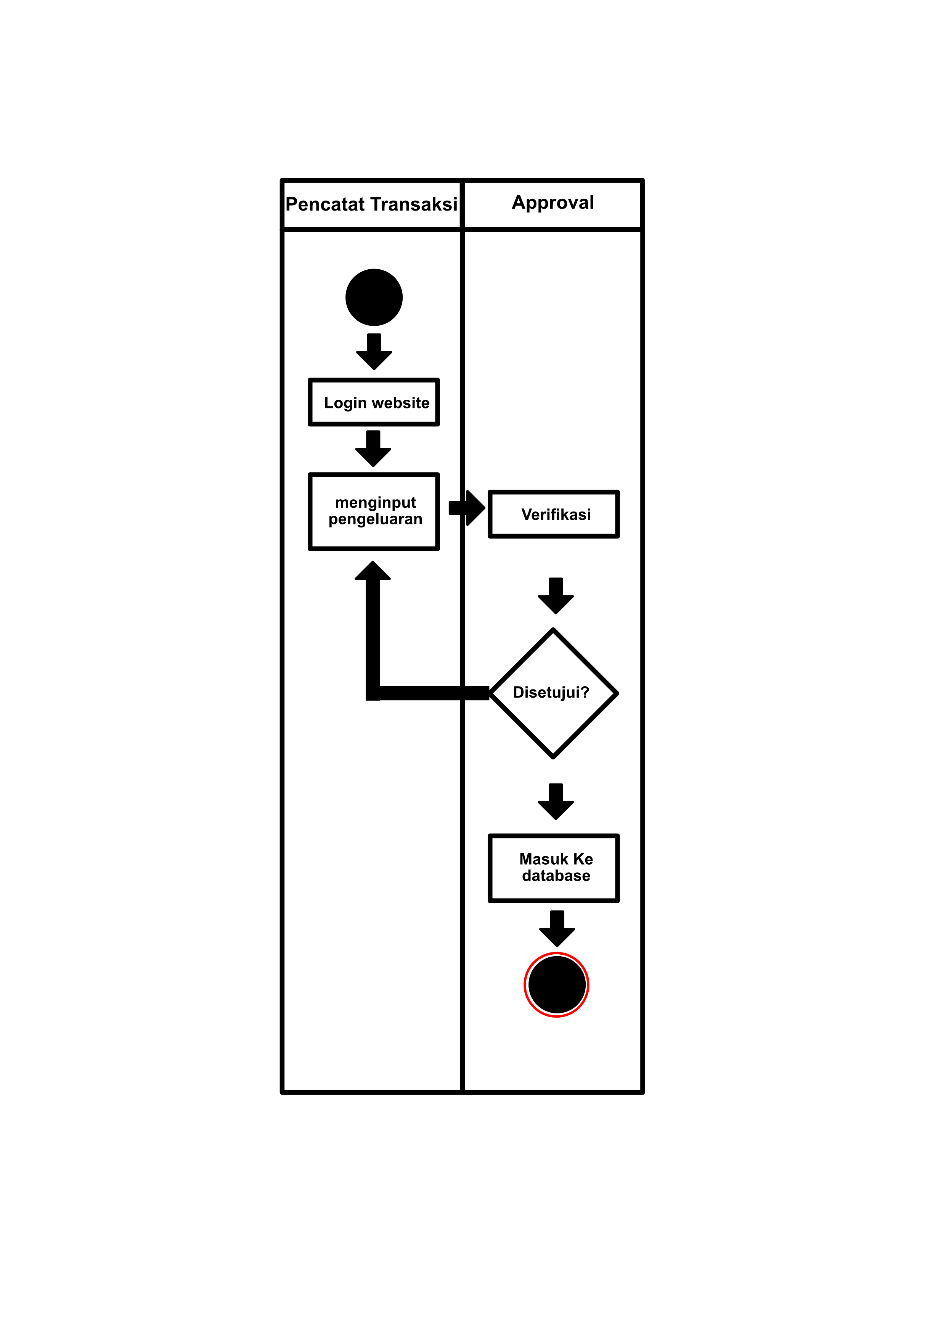 Pencatat Transaksi
Approval
Login website
menginput
pengeluaran
Verifikasi
Disetujui?
Masuk Ke
database